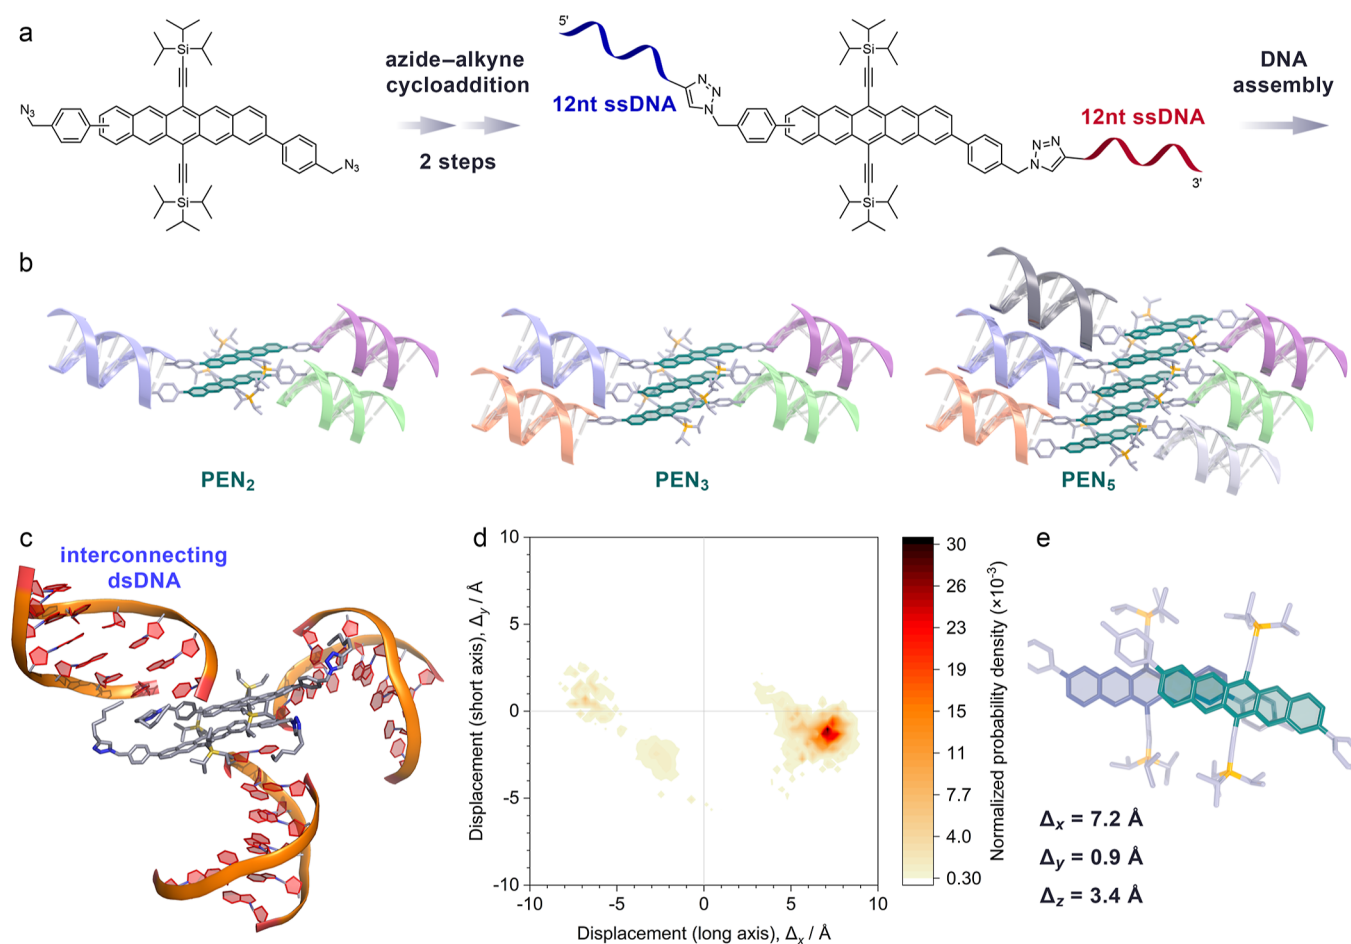 a
N₃
N₃
Si
Si
azide–alkyne
cycloaddition
2 steps
5'
12nt ssDNA
N
N
N
Si
Si
N
N
N
12nt ssDNA
3'
DNA
assembly
b
PEN₂
PEN₃
PEN₅
c
interconnecting
dsDNA
d
Displacement (short axis), Δy / Å
10
5
0
-5
-10
-10
-5
0
5
10
Displacement (long axis), Δx / Å
30
26
23
19
15
11
7.7
4.0
0.30
Normalized probability density (×10⁻³)
e
Δx = 7.2 Å
Δy = 0.9 Å
Δz = 3.4 Å